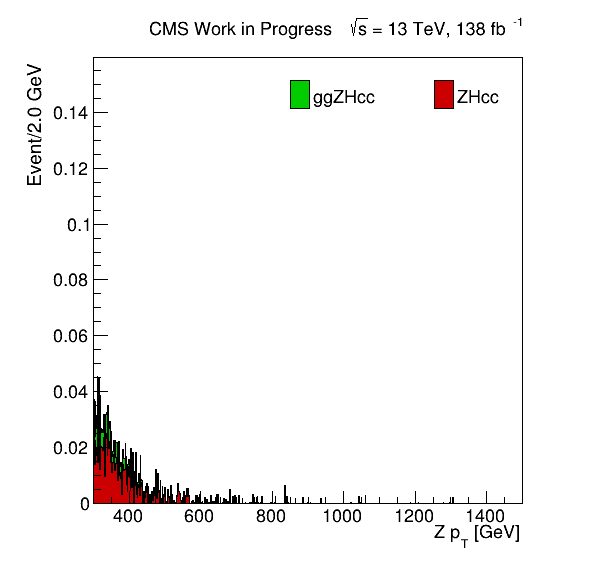 CMS Work in Progress √s = 13 TeV, 138 fb⁻¹
Event/2.0 GeV
ggZHcc ZHcc
0.14
0.12
0.1
0.08
0.06
0.04
0.02
0
400 600 800 1000 1200 1400
Z p_T [GeV]